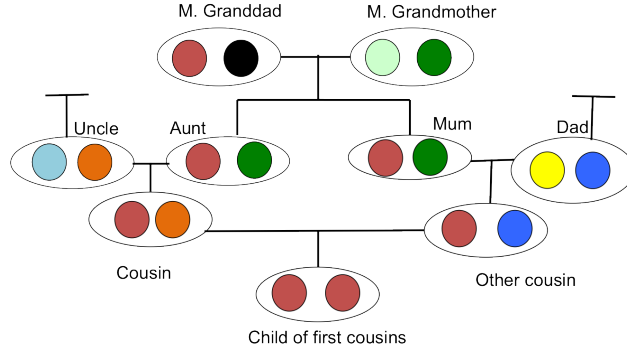 M. Granddad
M. Grandmother
Uncle
Aunt
Mum
Dad
Cousin
Other cousin
Child of first cousins